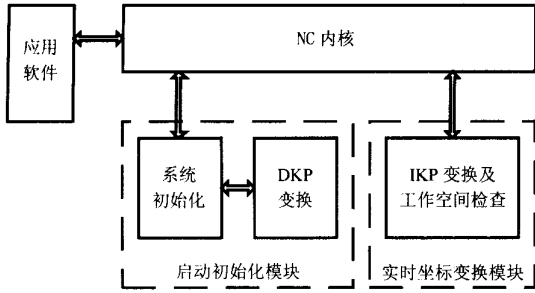 应用
软件
NC 内核
系统
初始化
DKP
变换
IKP 变换及
工作空间检查
启动初始化模块
实时坐标变换模块